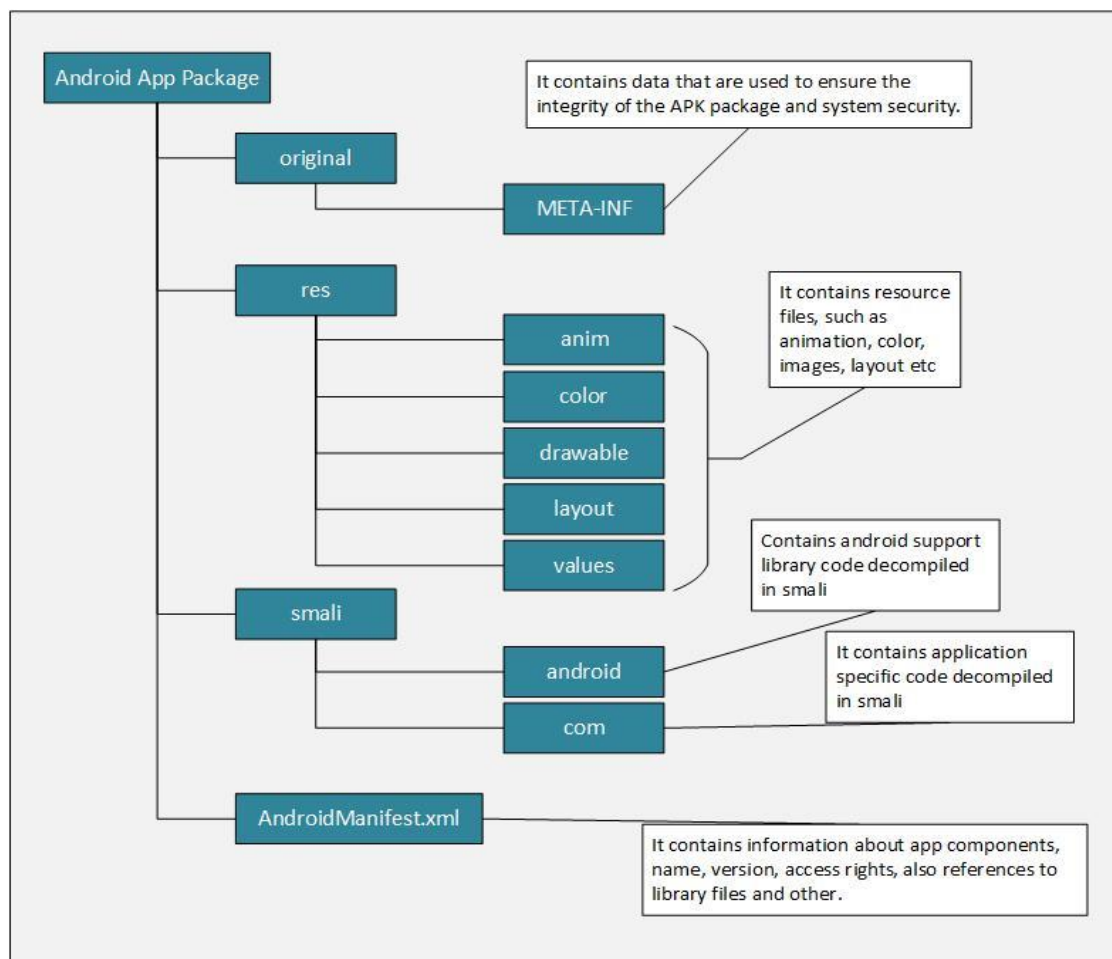 Android App Package
It contains data that are used to ensure the
integrity of the APK package and system security.
original
META-INF
res
It contains resource
files, such as
animation, color,
images, layout etc
anim
color
drawable
layout
values
Contains android support
library code decompiled
in smali
smali
android
It contains application
specific code decompiled
in smali
com
AndroidManifest.xml
It contains information about app components,
name, version, access rights, also references to
library files and other.